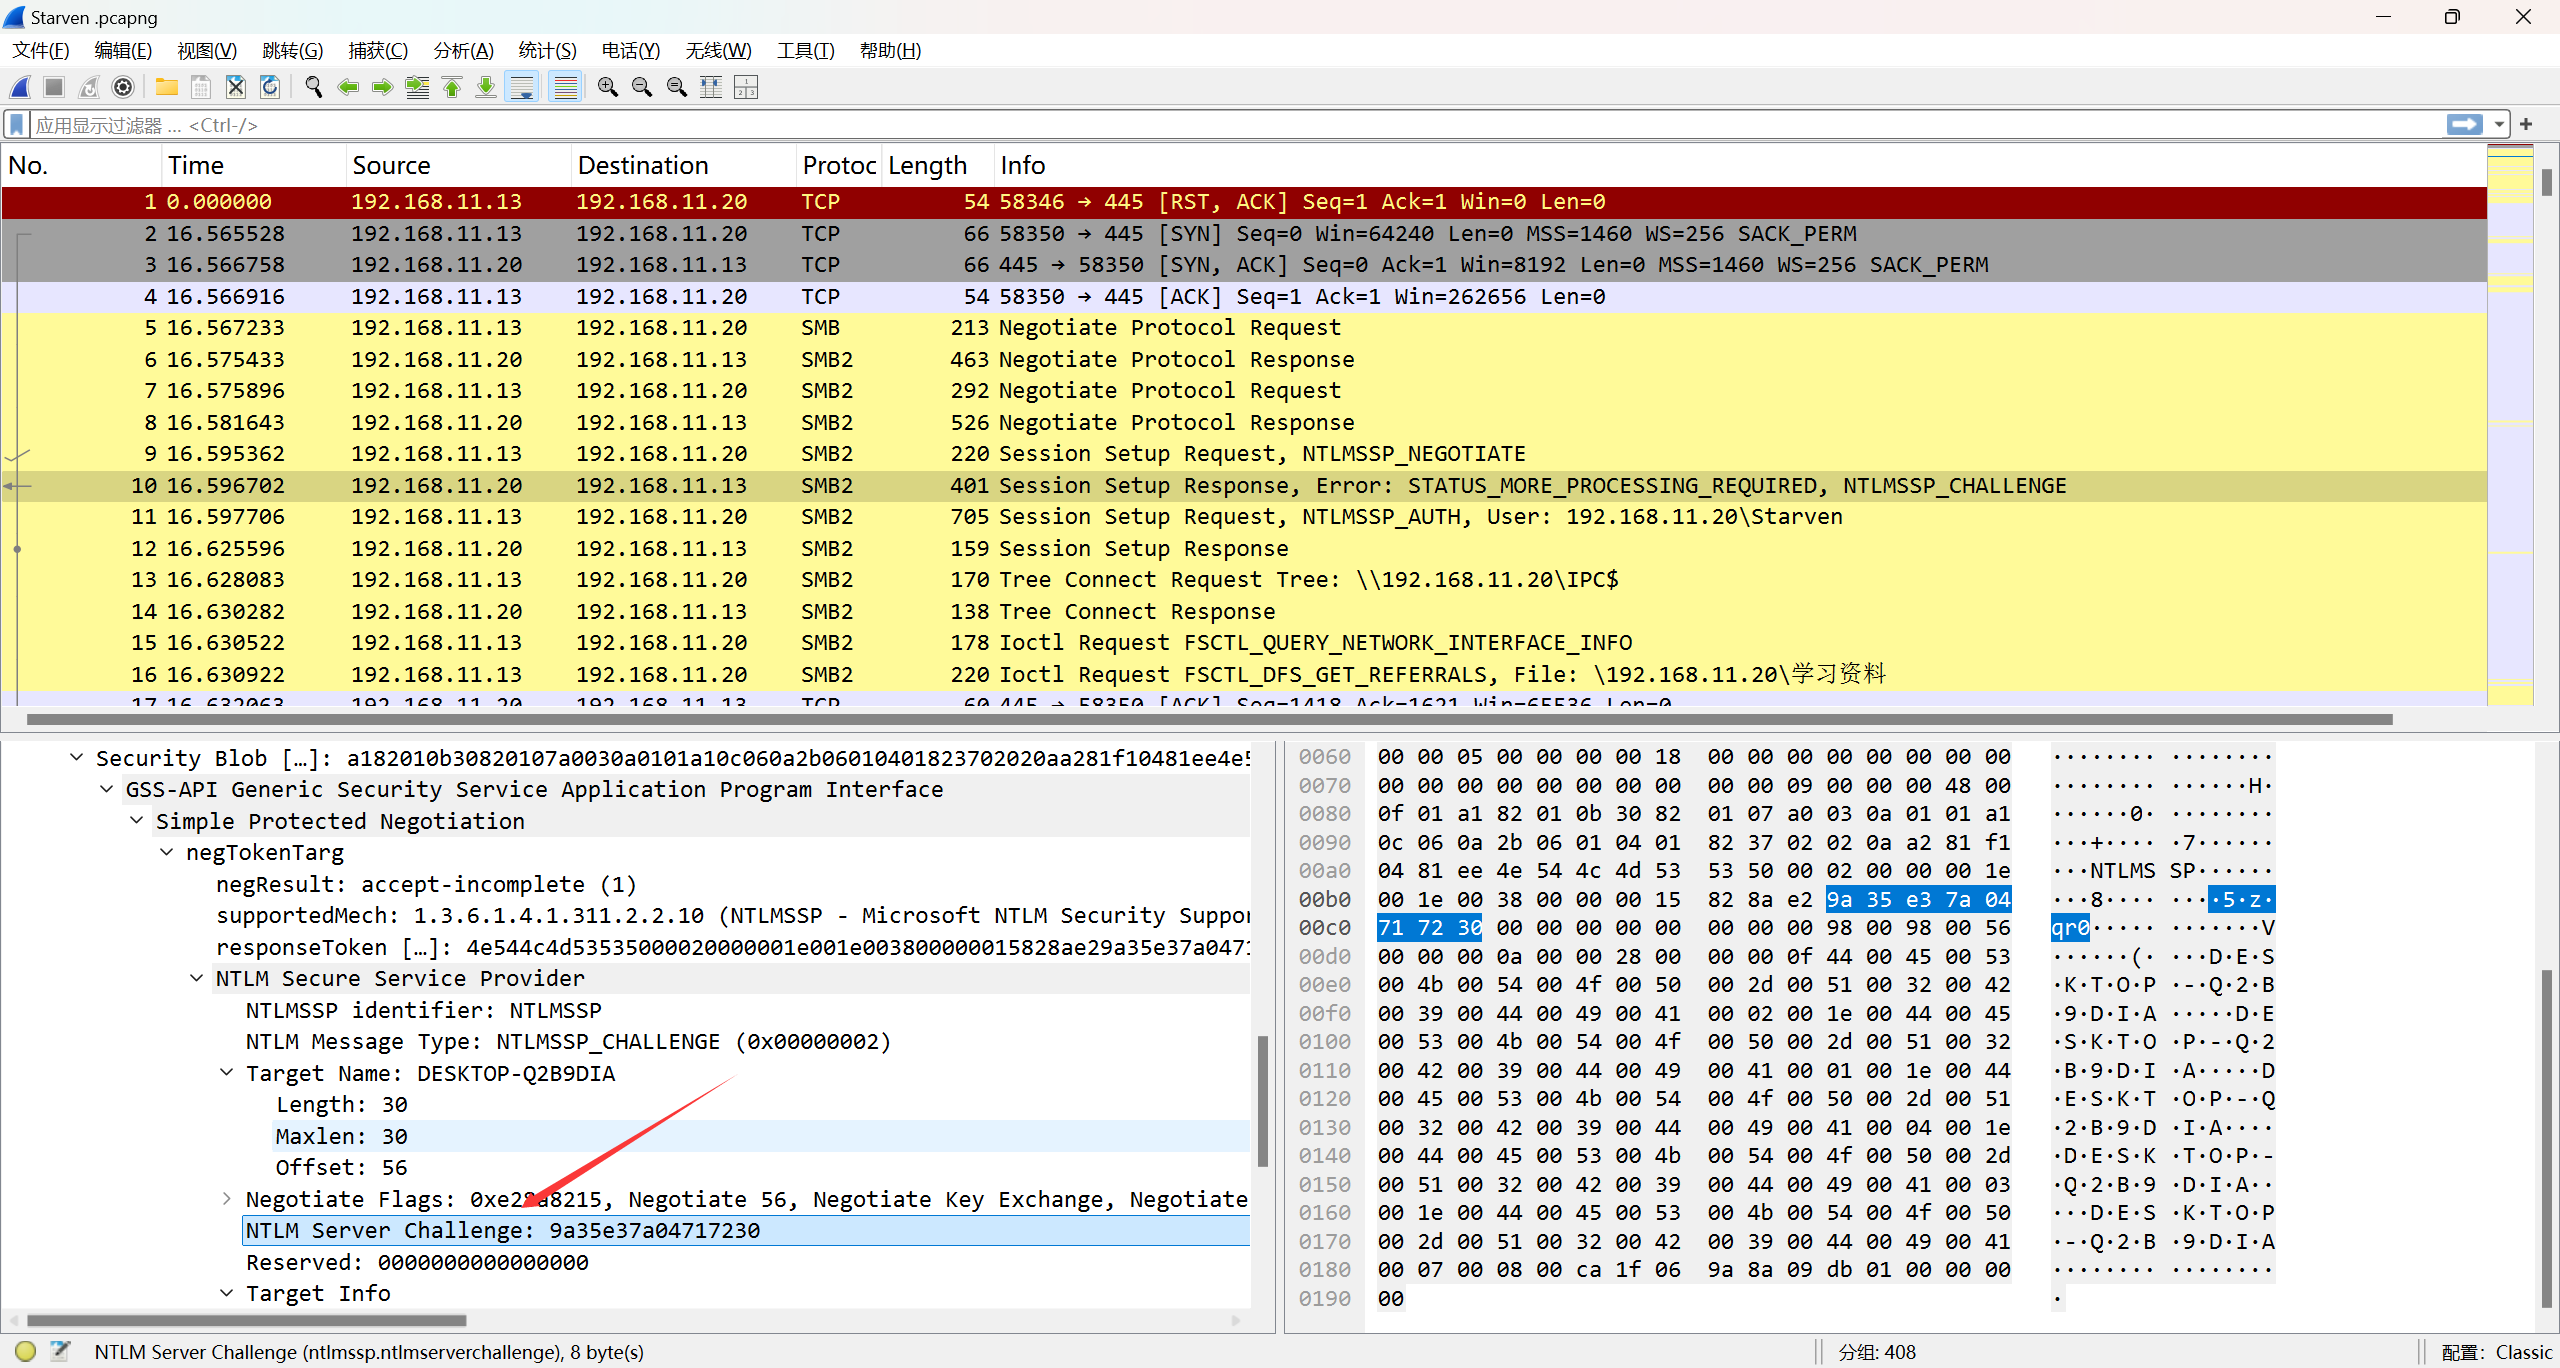 Starven .pcapng
文件(F) 编辑(E) 视图(V) 跳转(G) 捕获(C) 分析(A) 统计(S) 电话(Y) 无线(W) 工具(T) 帮助(H)
应用显示过滤器 … <Ctrl-/>
No. Time Source Destination Protoc Length Info
1 0.000000 192.168.11.13 192.168.11.20 TCP 54 58346 → 445 [RST, ACK] Seq=1 Ack=1 Win=0 Len=0
2 16.565528 192.168.11.13 192.168.11.20 TCP 66 58350 → 445 [SYN] Seq=0 Win=64240 Len=0 MSS=1460 WS=256 SACK_PERM
3 16.566758 192.168.11.20 192.168.11.13 TCP 66 445 → 58350 [SYN, ACK] Seq=0 Ack=1 Win=8192 Len=0 MSS=1460 WS=256 SACK_PERM
4 16.566916 192.168.11.13 192.168.11.20 TCP 54 58350 → 445 [ACK] Seq=1 Ack=1 Win=262656 Len=0
5 16.567233 192.168.11.13 192.168.11.20 SMB 213 Negotiate Protocol Request
6 16.575433 192.168.11.20 192.168.11.13 SMB2 463 Negotiate Protocol Response
7 16.575896 192.168.11.13 192.168.11.20 SMB2 292 Negotiate Protocol Request
8 16.581643 192.168.11.20 192.168.11.13 SMB2 526 Negotiate Protocol Response
9 16.595362 192.168.11.13 192.168.11.20 SMB2 220 Session Setup Request, NTLMSSP_NEGOTIATE
10 16.596702 192.168.11.20 192.168.11.13 SMB2 401 Session Setup Response, Error: STATUS_MORE_PROCESSING_REQUIRED, NTLMSSP_CHALLENGE
11 16.597706 192.168.11.13 192.168.11.20 SMB2 705 Session Setup Request, NTLMSSP_AUTH, User: 192.168.11.20\Starven
12 16.625596 192.168.11.20 192.168.11.13 SMB2 159 Session Setup Response
13 16.628083 192.168.11.13 192.168.11.20 SMB2 170 Tree Connect Request Tree: \\192.168.11.20\IPC$
14 16.630282 192.168.11.20 192.168.11.13 SMB2 138 Tree Connect Response
15 16.630522 192.168.11.13 192.168.11.20 SMB2 178 Ioctl Request FSCTL_QUERY_NETWORK_INTERFACE_INFO
16 16.630922 192.168.11.13 192.168.11.20 SMB2 220 Ioctl Request FSCTL_DFS_GET_REFERRALS, File: \192.168.11.20\学习资料
17 16.632063 192.168.11.20 192.168.11.13 TCP 60 445 → 58350 [ACK] Seq=1418 Ack=1621 Win=65536 Len=0
Security Blob […]: a182010b30820107a0030a0101a10c060a2b06010401823702020aa281f10481ee4e5
GSS-API Generic Security Service Application Program Interface
Simple Protected Negotiation
negTokenTarg
negResult: accept-incomplete (1)
supportedMech: 1.3.6.1.4.1.311.2.2.10 (NTLMSSP - Microsoft NTLM Security Suppor
responseToken […]: 4e544c4d53535000020000001e001e003800000015828ae29a35e37a0471
NTLM Secure Service Provider
NTLMSSP identifier: NTLMSSP
NTLM Message Type: NTLMSSP_CHALLENGE (0x00000002)
Target Name: DESKTOP-Q2B9DIA
Length: 30
Maxlen: 30
Offset: 56
Negotiate Flags: 0xe28a8215, Negotiate 56, Negotiate Key Exchange, Negotiate
NTLM Server Challenge: 9a35e37a04717230
Reserved: 0000000000000000
Target Info
0060 00 00 05 00 00 00 00 18 00 00 00 00 00 00 00 00 ········ ········
0070 00 00 00 00 00 00 00 00 00 00 09 00 00 00 48 00 ········ ······H·
0080 0f 01 a1 82 01 0b 30 82 01 07 a0 03 0a 01 01 a1 ······0· ········
0090 0c 06 0a 2b 06 01 04 01 82 37 02 02 0a a2 81 f1 ···+···· ·7······
00a0 04 81 ee 4e 54 4c 4d 53 53 50 00 02 00 00 00 1e ···NTLMS SP······
00b0 00 1e 00 38 00 00 00 15 82 8a e2 9a 35 e3 7a 04 ···8···· ····5·z·
00c0 71 72 30 00 00 00 00 00 00 00 00 98 00 98 00 56 qr0····· ·······V
00d0 00 00 00 0a 00 00 28 00 00 00 0f 44 00 45 00 53 ······(· ···D·E·S
00e0 00 4b 00 54 00 4f 00 50 00 2d 00 51 00 32 00 42 ·K·T·O·P ·-·Q·2·B
00f0 00 39 00 44 00 49 00 41 00 02 00 1e 00 44 00 45 ·9·D·I·A ·····D·E
0100 00 53 00 4b 00 54 00 4f 00 50 00 2d 00 51 00 32 ·S·K·T·O ·P·-·Q·2
0110 00 42 00 39 00 44 00 49 00 41 00 01 00 1e 00 44 ·B·9·D·I ·A·····D
0120 00 45 00 53 00 4b 00 54 00 4f 00 50 00 2d 00 51 ·E·S·K·T ·O·P·-·Q
0130 00 32 00 42 00 39 00 44 00 49 00 41 00 04 00 1e ·2·B·9·D ·I·A····
0140 00 44 00 45 00 53 00 4b 00 54 00 4f 00 50 00 2d ·D·E·S·K ·T·O·P·-
0150 00 51 00 32 00 42 00 39 00 44 00 49 00 41 00 03 ·Q·2·B·9 ·D·I·A··
0160 00 1e 00 44 00 45 00 53 00 4b 00 54 00 4f 00 50 ···D·E·S ·K·T·O·P
0170 00 2d 00 51 00 32 00 42 00 39 00 44 00 49 00 41 ·-·Q·2·B ·9·D·I·A
0180 00 07 00 08 00 ca 1f 06 9a 8a 09 db 01 00 00 00 ········ ········
0190 00 ·
NTLM Server Challenge (ntlmssp.ntlmserverchallenge), 8 byte(s) 分组: 408 配置: Classic